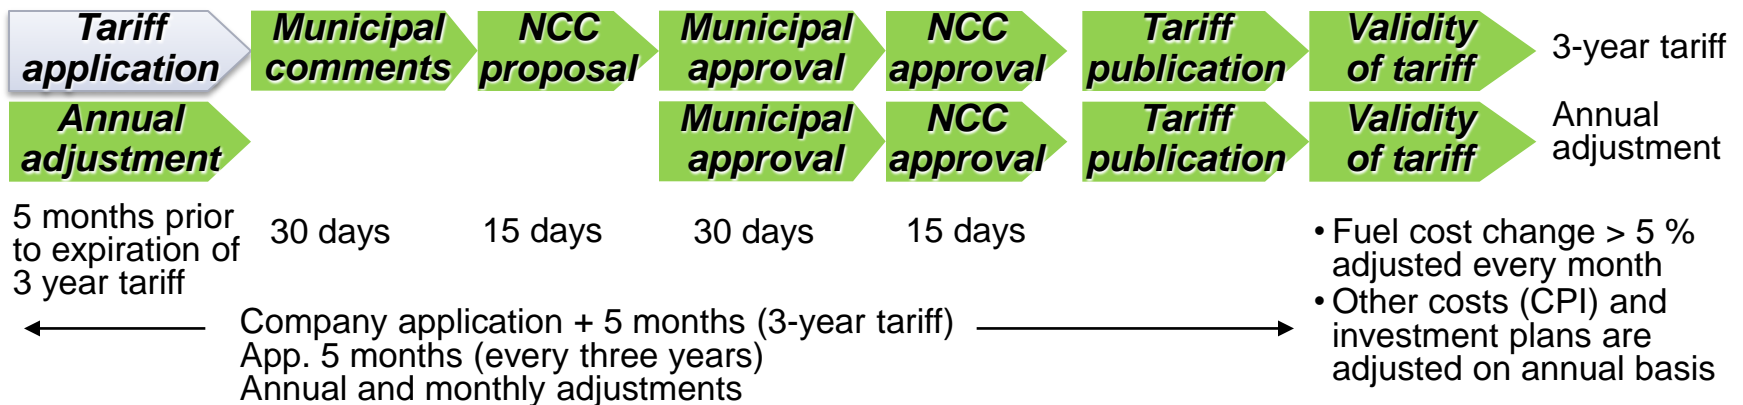 Tariff application
Municipal comments
NCC proposal
Municipal approval
NCC approval
Tariff publication
Validity of tariff
3-year tariff
Annual adjustment
Municipal approval
NCC approval
Tariff publication
Validity of tariff
Annual adjustment
5 months prior
to expiration of
3 year tariff
30 days
15 days
30 days
15 days
• Fuel cost change > 5 %
adjusted every month
• Other costs (CPI) and
investment plans are
adjusted on annual basis
Company application + 5 months (3-year tariff)
App. 5 months (every three years)
Annual and monthly adjustments